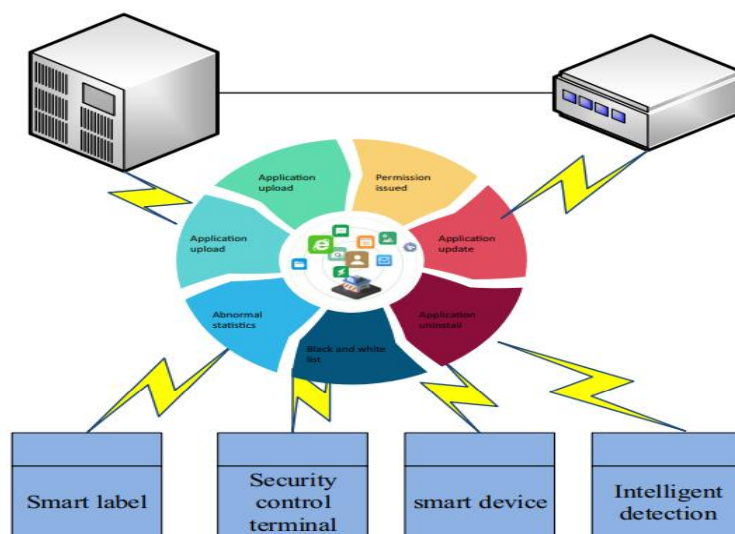 Application
upload
Permission
issued
Application
upload
Application
update
Abnormal
statistics
Application
uninstall
Black and white
list
Smart label
Security
control
terminal
smart device
Intelligent
detection